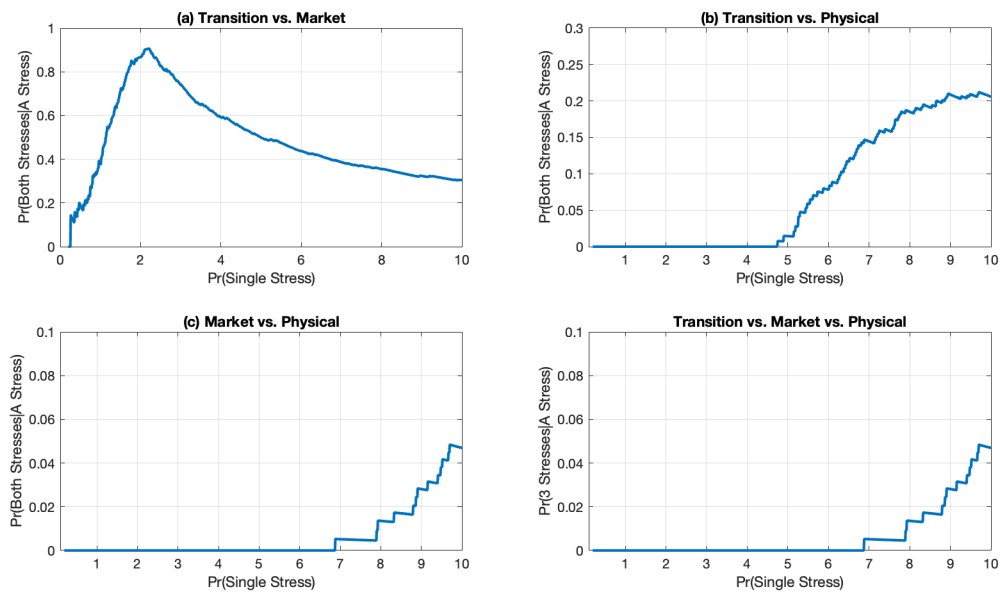 (a) Transition vs. Market
Pr(Both Stresses|A Stress)
1
0.8
0.6
0.4
0.2
0
0 2 4 6 8 10
Pr(Single Stress)
(b) Transition vs. Physical
Pr(Both Stresses|A Stress)
0.3
0.25
0.2
0.15
0.1
0.05
0
1 2 3 4 5 6 7 8 9 10
Pr(Single Stress)
(c) Market vs. Physical
Pr(Both Stresses|A Stress)
0.1
0.08
0.06
0.04
0.02
0
1 2 3 4 5 6 7 8 9 10
Pr(Single Stress)
Transition vs. Market vs. Physical
Pr(3 Stresses|A Stress)
0.1
0.08
0.06
0.04
0.02
0
1 2 3 4 5 6 7 8 9 10
Pr(Single Stress)